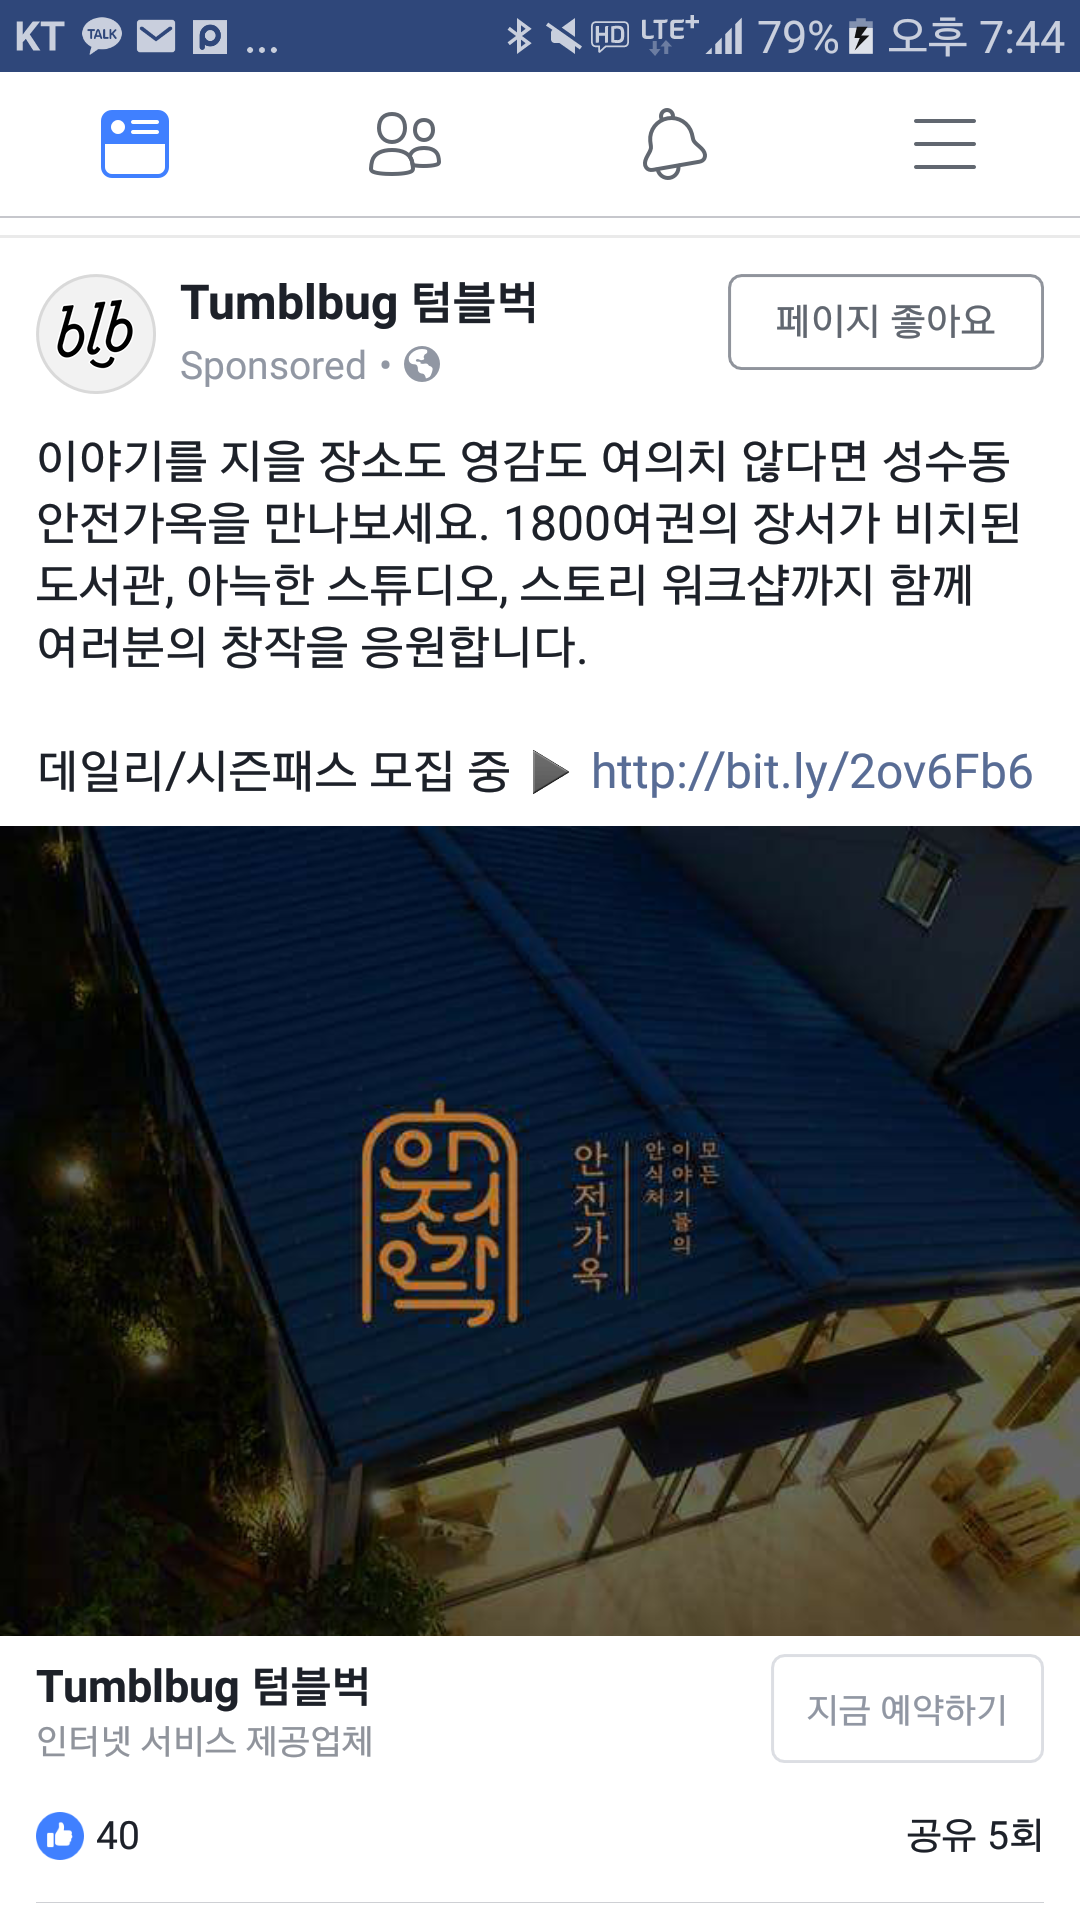 KT TALK HD LTE+ 79% 오후 7:44
blb
Tumblbug 텀블벅
Sponsored •
페이지 좋아요
이야기를 지을 장소도 영감도 여의치 않다면 성수동
안전가옥을 만나보세요. 1800여권의 장서가 비치된
도서관, 아늑한 스튜디오, 스토리 워크샵까지 함께
여러분의 창작을 응원합니다.
데일리/시즌패스 모집 중 ▶ http://bit.ly/2ov6Fb6
안전가옥
안전가옥
모든
이야기들의
안식처
Tumblbug 텀블벅
인터넷 서비스 제공업체
지금 예약하기
40
공유 5회